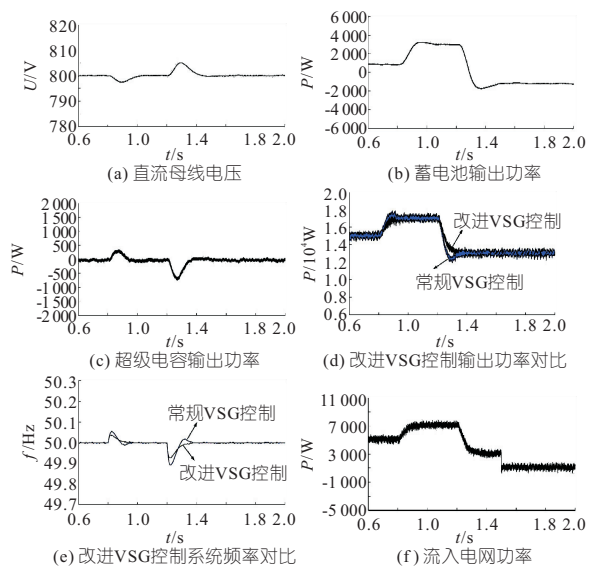 820
810
800
790
780
U/V
0.6 1.0 1.4 1.8 2.0
t/s
(a) 直流母线电压
6 000
4 000
2 000
0
-2 000
-4 000
-6 000
P/W
0.6 1.0 1.4 1.8 2.0
t/s
(b) 蓄电池输出功率
2 000
1 500
1 000
500
0
-500
-1 000
-1 500
-2 000
P/W
0.6 1.0 1.4 1.8 2.0
t/s
(c) 超级电容输出功率
2.0
1.8
1.6
1.4
1.2
1.0
0.8
0.6
P/10⁴W
改进VSG控制
常规VSG控制
0.6 1.0 1.4 1.8 2.0
t/s
(d) 改进VSG控制输出功率对比
50.3
50.2
50.1
50.0
49.9
49.8
49.7
f/Hz
常规VSG控制
改进VSG控制
0.6 1.0 1.4 1.8 2.0
t/s
(e) 改进VSG控制系统频率对比
11 000
7 000
3 000
-1 000
-5 000
P/W
0.6 1.0 1.4 1.8 2.0
t/s
(f) 流入电网功率